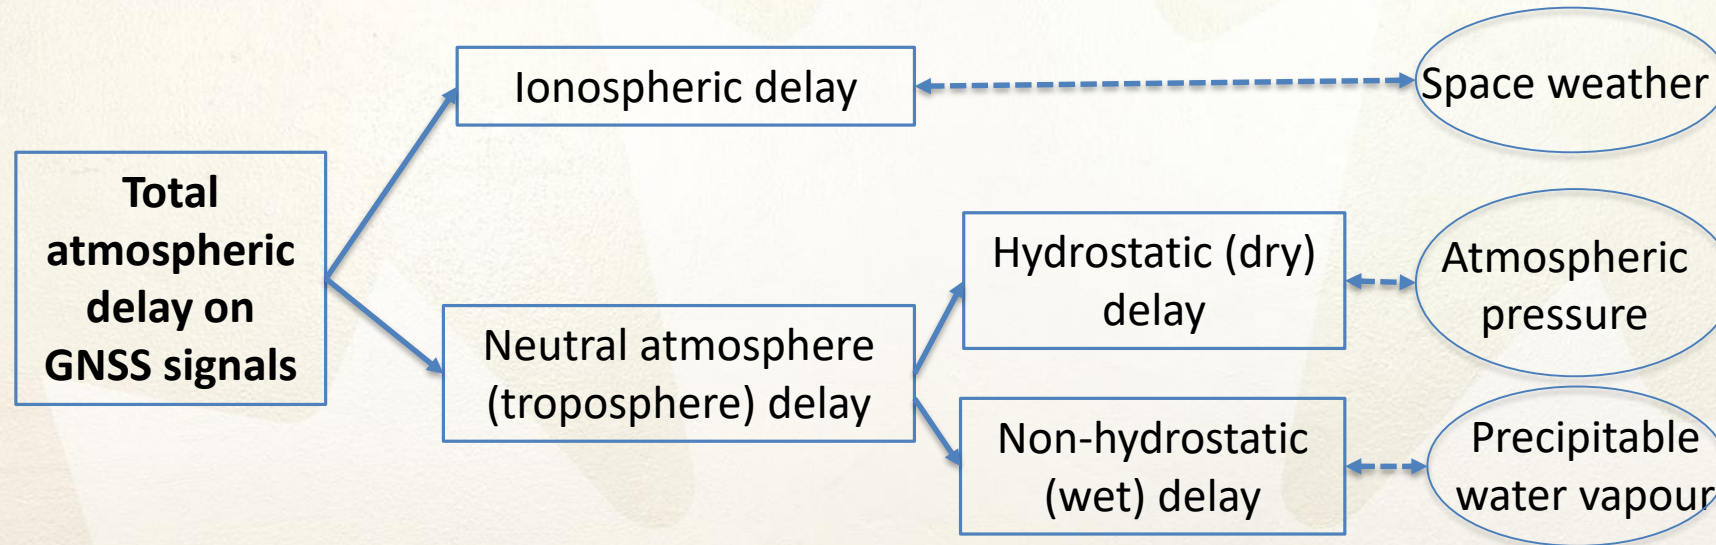 Total
atmospheric
delay on
GNSS signals
Ionospheric delay
Space weather
Neutral atmosphere
(troposphere) delay
Hydrostatic (dry)
delay
Atmospheric
pressure
Non-hydrostatic
(wet) delay
Precipitable
water vapour